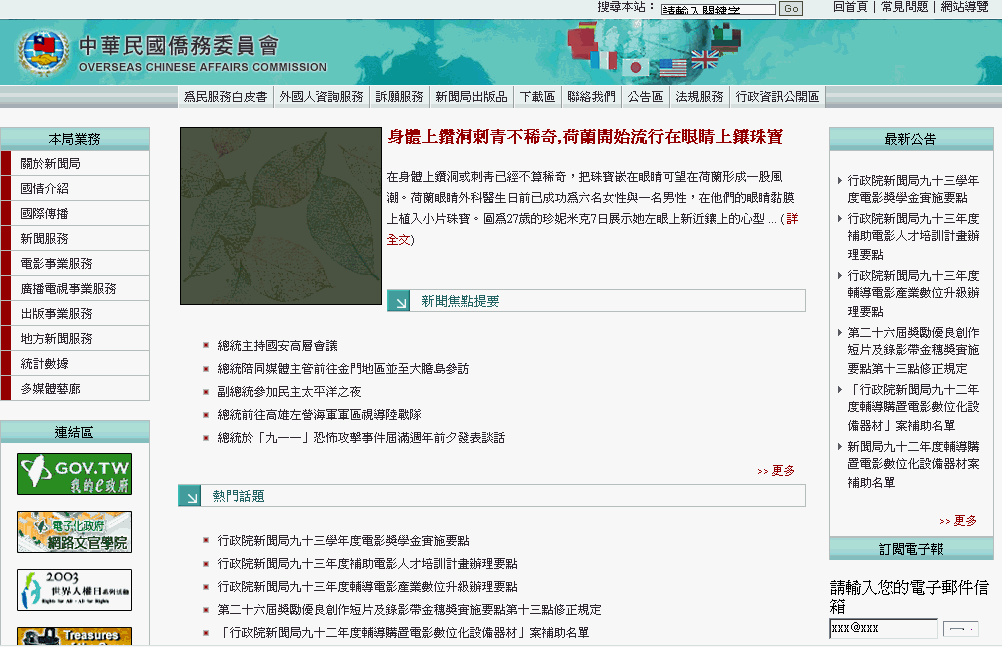 搜尋本站：
請輸入關鍵字
Go
回首頁 | 常見問題 | 網站導覽
中華民國僑務委員會
OVERSEAS CHINESE AFFAIRS COMMISSION
為民服務白皮書
外國人資詢服務
訴願服務
新聞局出版品
下載區
聯絡我們
公告區
法規服務
行政資訊公開區
本局業務
關於新聞局
國情介紹
國際傳播
新聞服務
電影事業服務
廣播電視事業服務
出版事業服務
地方新聞服務
統計數據
多媒體藝廊
連結區
GOV.TW
我的e政府
電子化政府
網路文官學院
2003
世界人權日系列活動
Rights for All - All for Rights
Treasures
身體上鑽洞刺青不稀奇,荷蘭開始流行在眼睛上鑲珠寶
在身體上鑽洞或刺青已經不算稀奇，把珠寶嵌在眼睛可望在荷蘭形成一股風
潮。荷蘭眼睛外科醫生日前已成功為六名女性與一名男性，在他們的眼睛黏膜
上植入小片珠寶。圖為27歲的珍妮米克7日展示她左眼上新近鑲上的心型 ... (詳
全文)
新聞焦點提要
總統主持國安高層會議
總統陪同媒體主管前往金門地區並至大膽島參訪
副總統參加民主太平洋之夜
總統前往高雄左營海軍軍區視導陸戰隊
總統於「九一一」恐怖攻擊事件屆滿週年前夕發表談話
>> 更多
熱門話題
行政院新聞局九十三學年度電影獎學金實施要點
行政院新聞局九十三年度補助電影人才培訓計畫辦理要點
行政院新聞局九十三年度輔導電影產業數位升級辦理要點
第二十六屆獎勵優良創作短片及錄影帶金穗獎實施要點第十三點修正規定
「行政院新聞局九十二年度輔導購置電影數位化設備器材」案補助名單
最新公告
行政院新聞局九十三學年
度電影獎學金實施要點
行政院新聞局九十三年度
補助電影人才培訓計畫辦
理要點
行政院新聞局九十三年度
輔導電影產業數位升級辦
理要點
第二十六屆獎勵優良創作
短片及錄影帶金穗獎實施
要點第十三點修正規定
「行政院新聞局九十二年
度輔導購置電影數位化設
備器材」案補助名單
新聞局九十二年度輔導購
置電影數位化設備器材案
補助名單
>> 更多
訂閱電子報
請輸入您的電子郵件信
箱
xxx@xxx